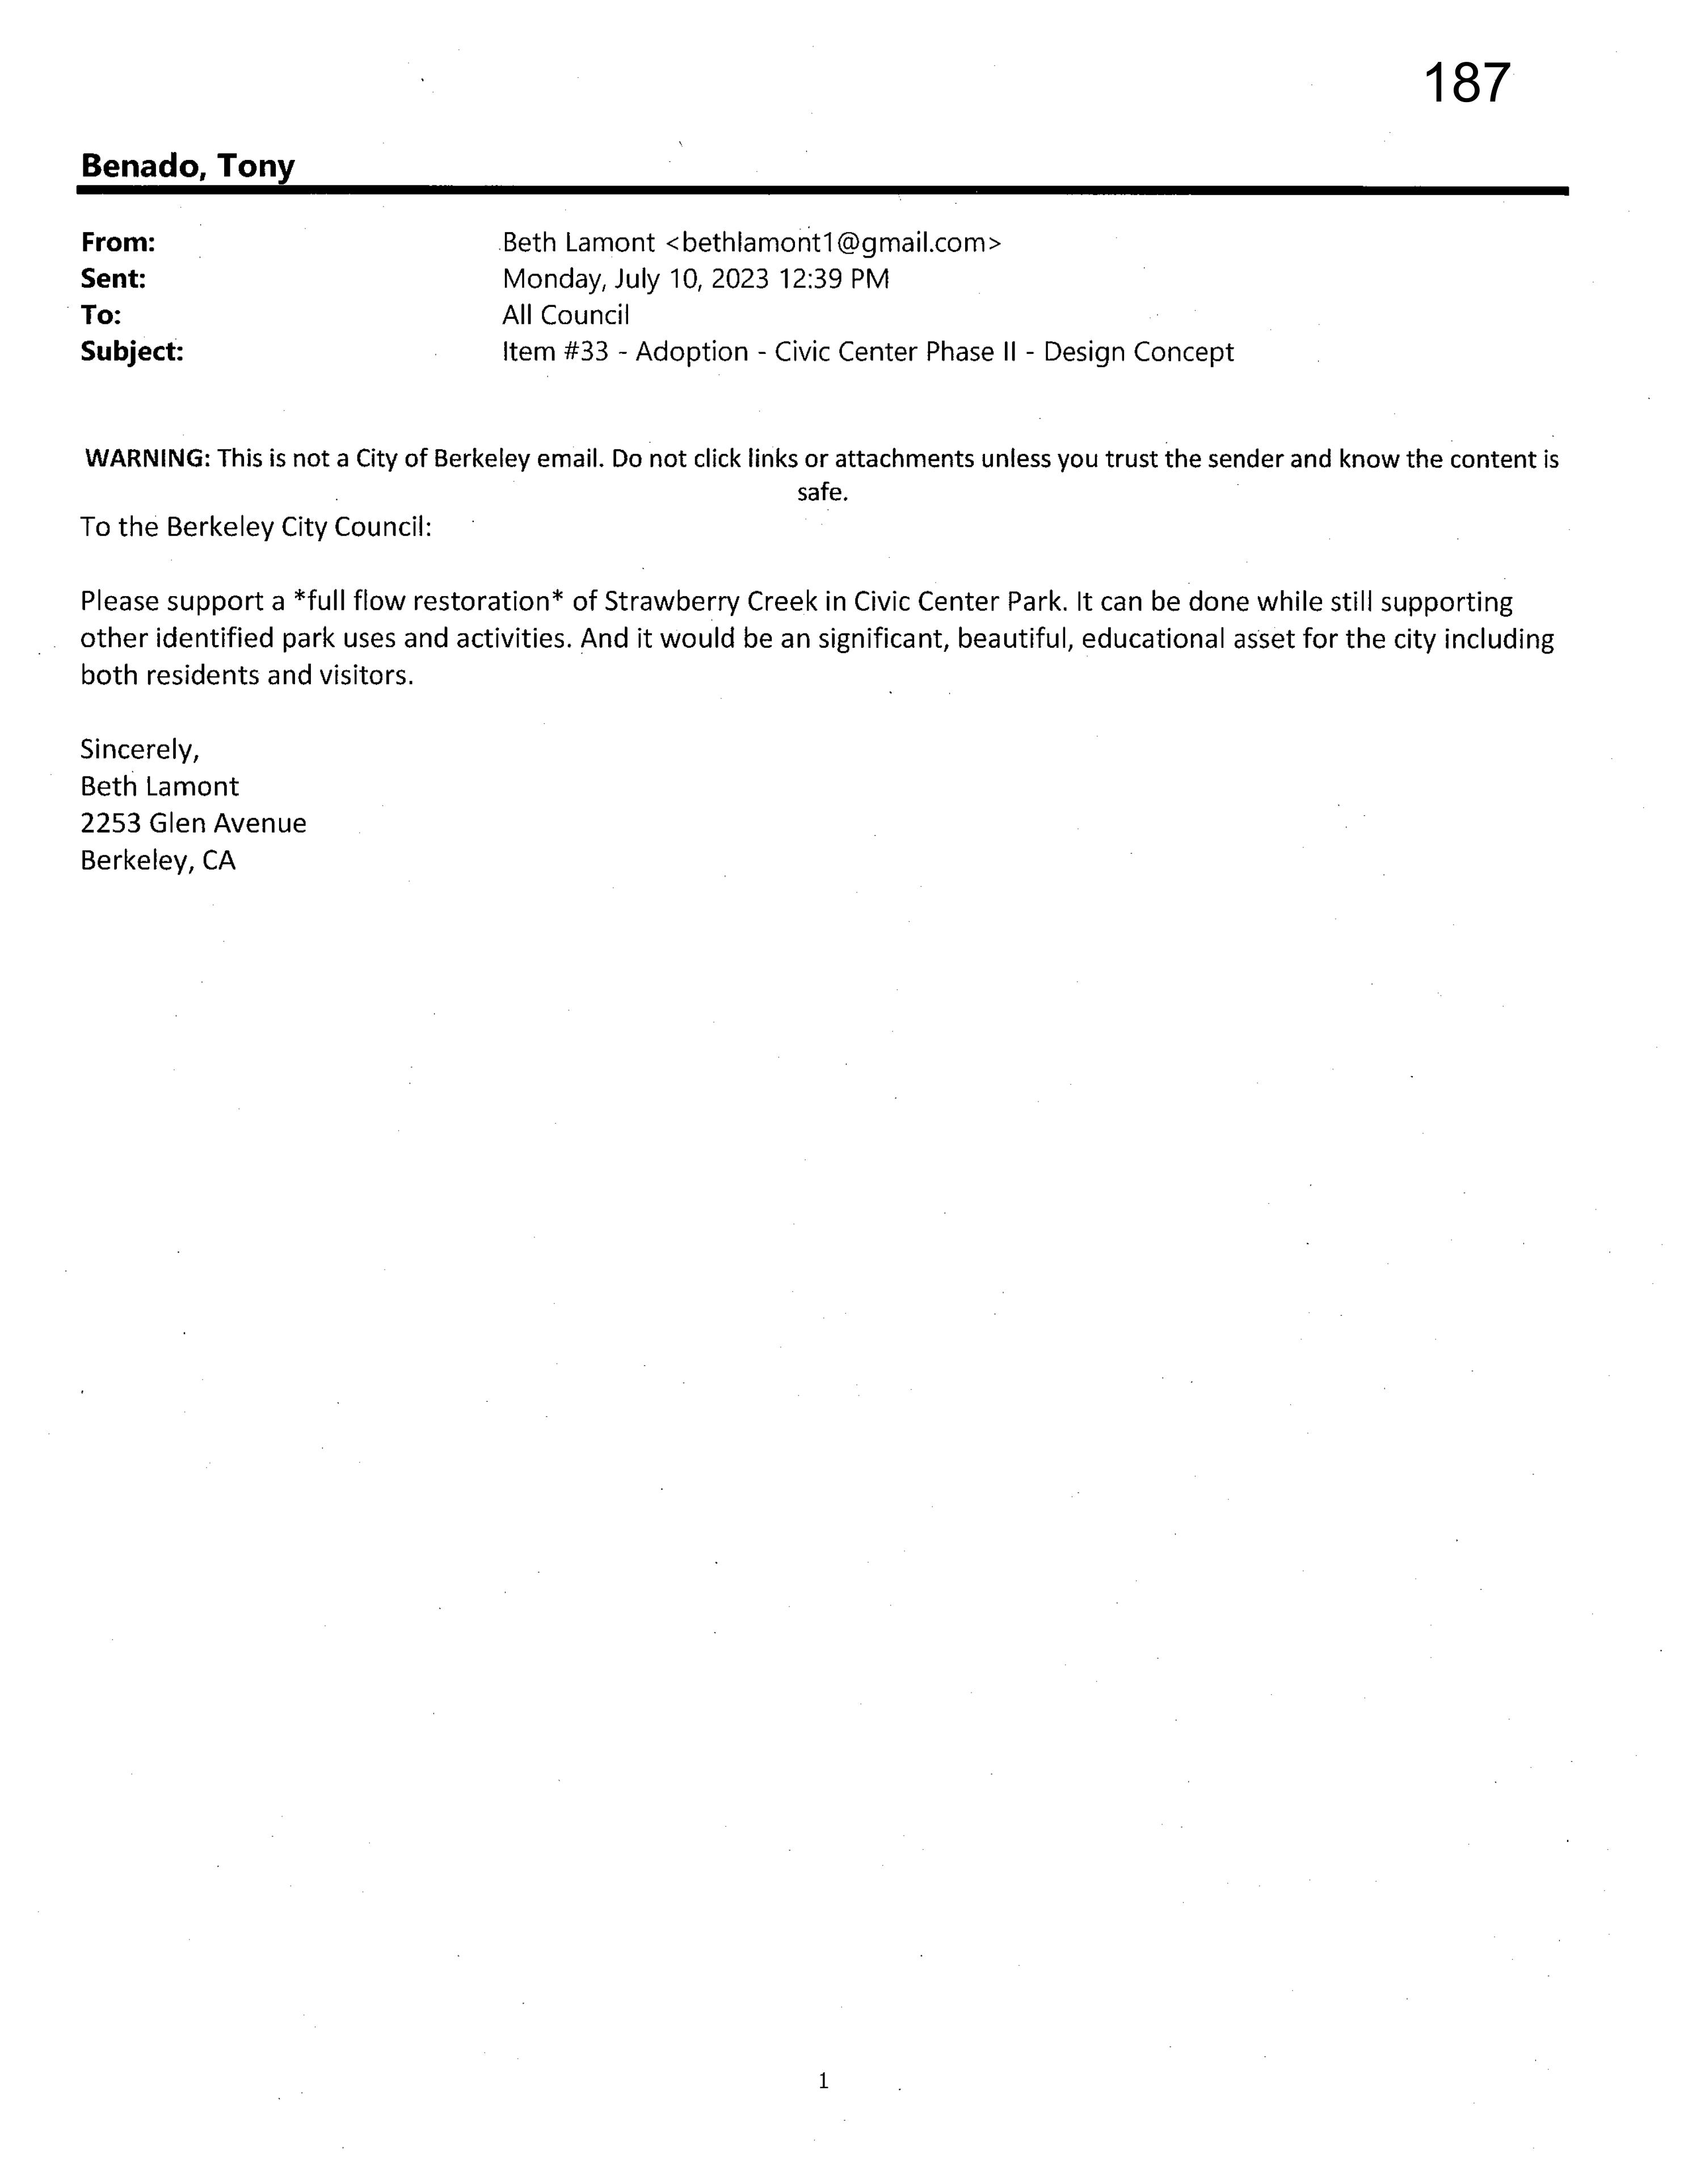 187
Benado, Tony
From: Beth Lamont <bethlamont1@gmail.com>
Sent: Monday, July 10, 2023 12:39 PM
To: All Council
Subject: Item #33 - Adoption - Civic Center Phase II - Design Concept
WARNING: This is not a City of Berkeley email. Do not click links or attachments unless you trust the sender and know the content is
safe.
To the Berkeley City Council:
Please support a *full flow restoration* of Strawberry Creek in Civic Center Park. It can be done while still supporting
other identified park uses and activities. And it would be an significant, beautiful, educational asset for the city including
both residents and visitors.
Sincerely,
Beth Lamont
2253 Glen Avenue
Berkeley, CA
1